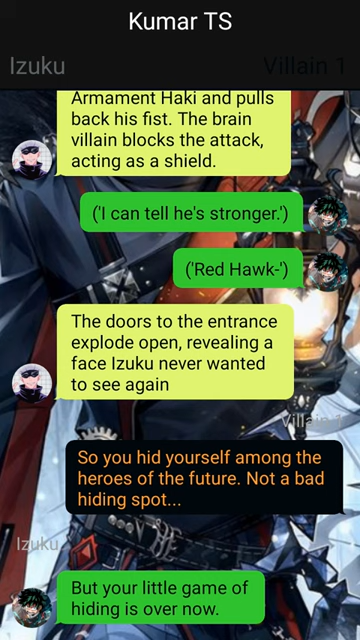 Kumar TS
Izuku
Villain 1
Armament Haki and pulls
back his fist. The brain
villain blocks the attack,
acting as a shield.
('I can tell he's stronger.')
('Red Hawk-')
The doors to the entrance
explode open, revealing a
face Izuku never wanted
to see again
Villain 1
So you hid yourself among the
heroes of the future. Not a bad
hiding spot...
Izuku
But your little game of
hiding is over now.